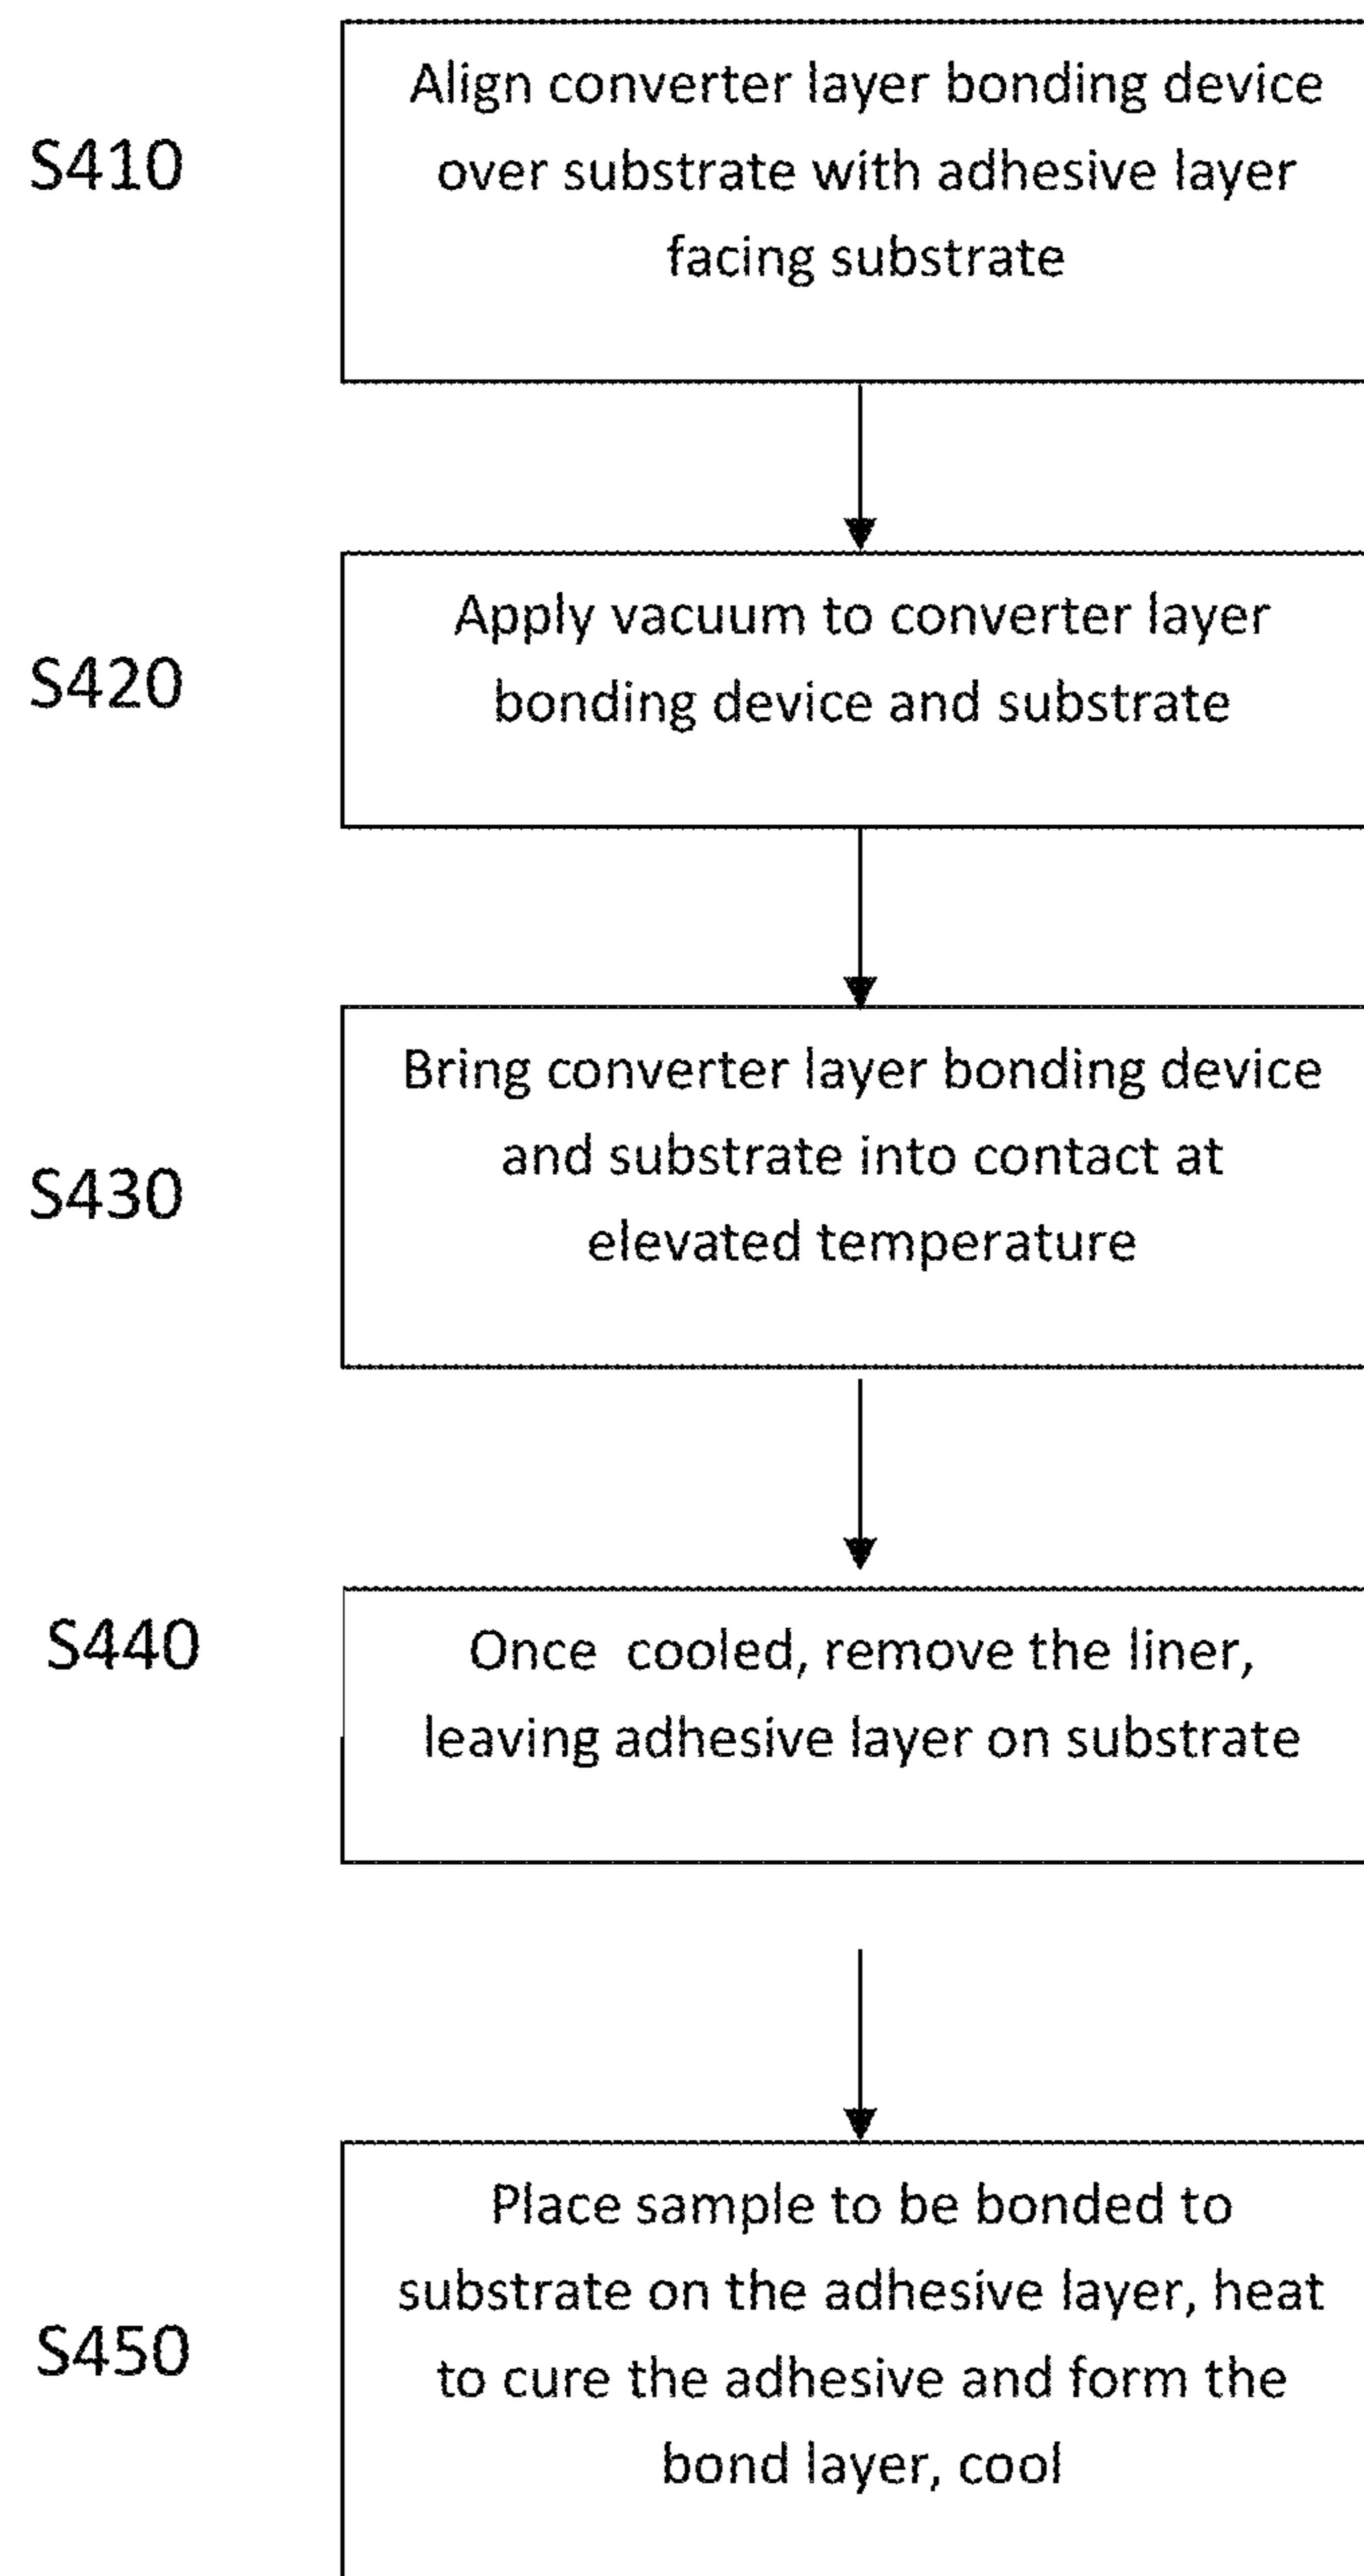 S410
Align converter layer bonding device
over substrate with adhesive layer
facing substrate
S420
Apply vacuum to converter layer
bonding device and substrate
S430
Bring converter layer bonding device
and substrate into contact at
elevated temperature
S440
Once  cooled, remove the liner,
leaving adhesive layer on substrate
S450
Place sample to be bonded to
substrate on the adhesive layer, heat
to cure the adhesive and form the
bond layer, cool